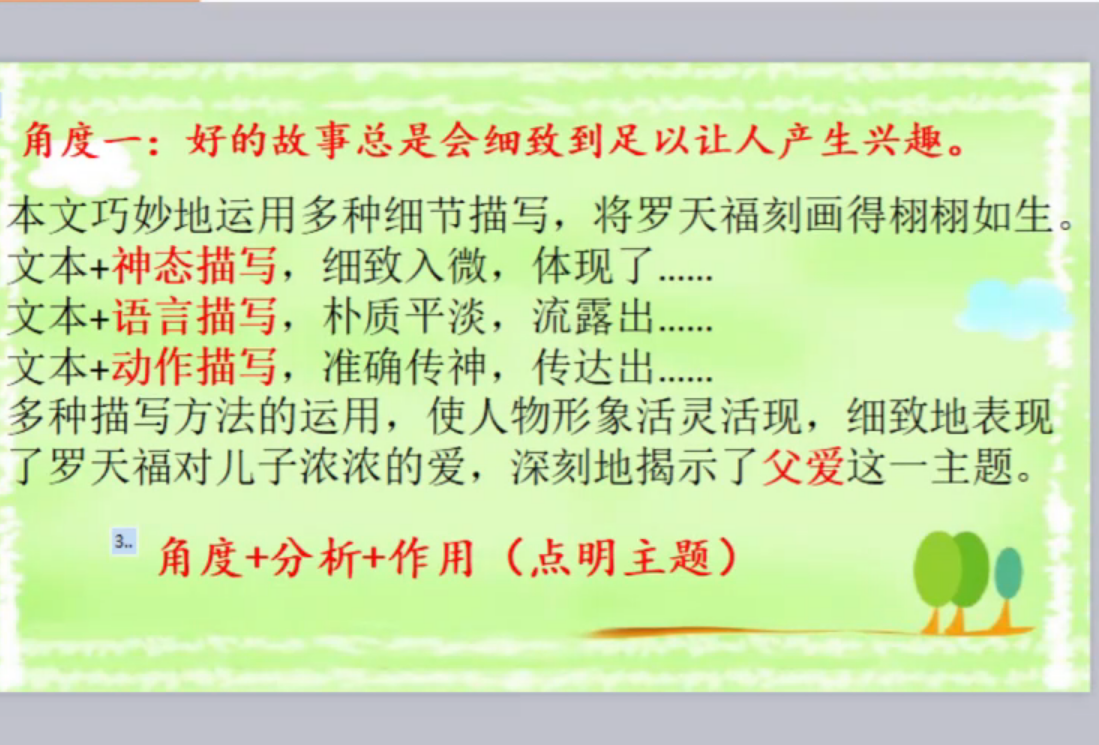 角度一：好的故事总是会细致到足以让人产生兴趣。
本文巧妙地运用多种细节描写，将罗天福刻画得栩栩如生。
文本+神态描写，细致入微，体现了......
文本+语言描写，朴质平淡，流露出......
文本+动作描写，准确传神，传达出......
多种描写方法的运用，使人物形象活灵活现，细致地表现
了罗天福对儿子浓浓的爱，深刻地揭示了父爱这一主题。
3..
角度+分析+作用（点明主题）